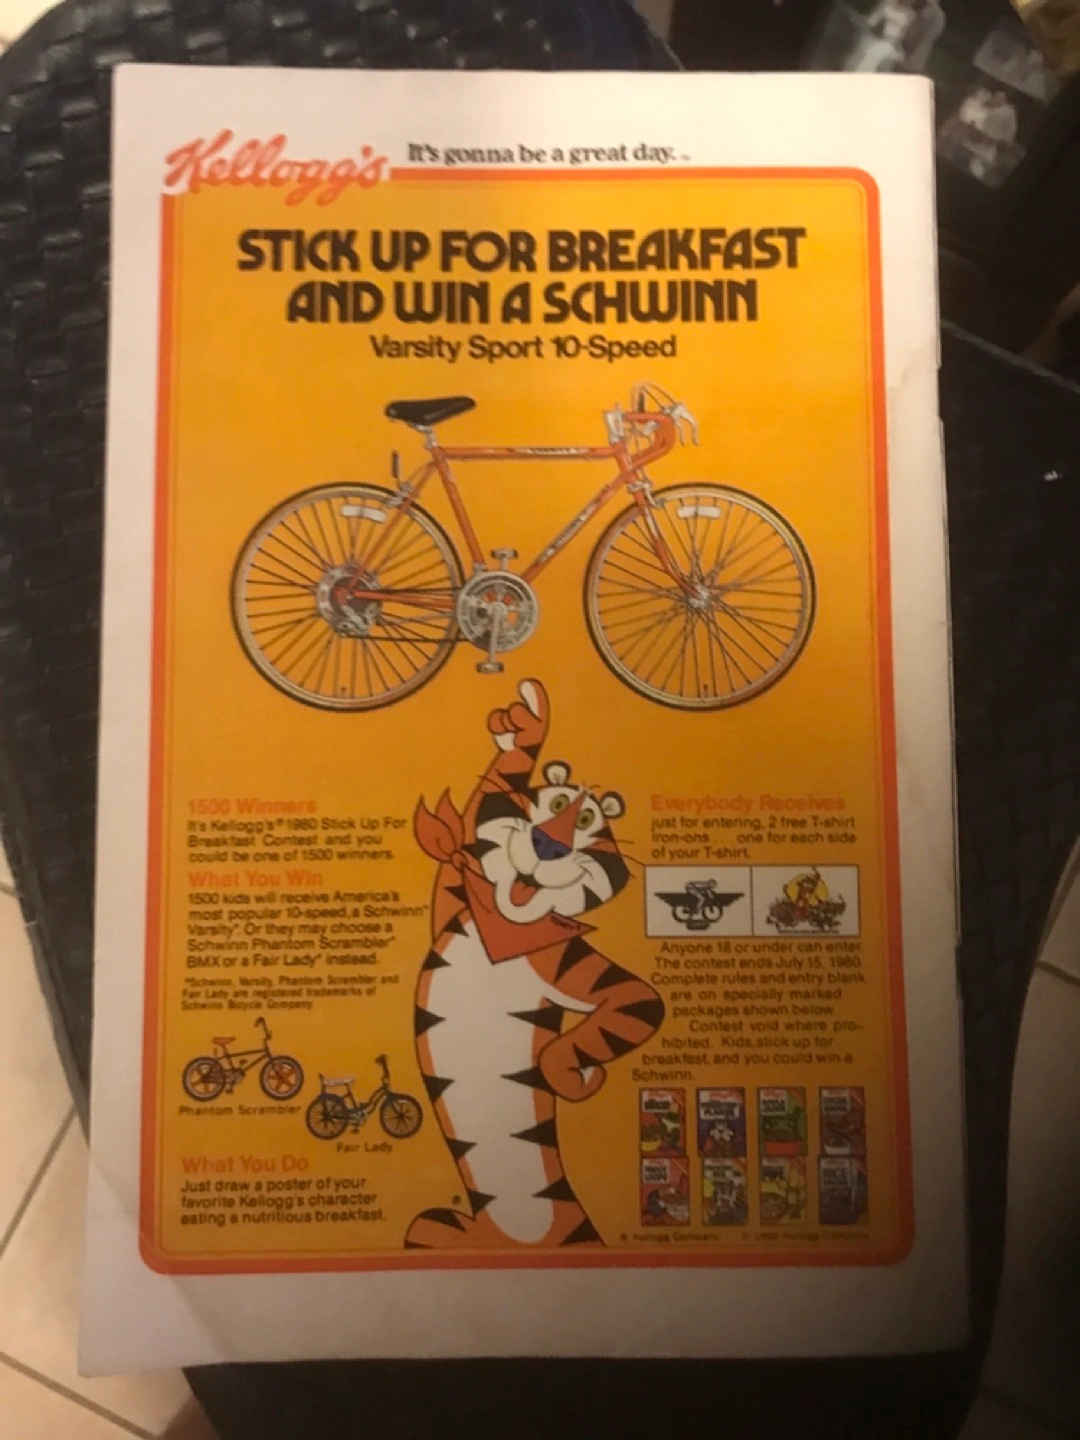 Kellogg's
It's gonna be a great day.
STICK UP FOR BREAKFAST
AND WIN A SCHWINN
Varsity Sport 10-Speed
1500 Winners
It's Kellogg's® 1980 Stick Up For
Breakfast Contest and you
could be one of 1500 winners.
What You Win
1500 kids will receive America's
most popular 10-speed, a Schwinn*
Varsity*. Or they may choose a
Schwinn Phantom Scrambler*
BMX or a Fair Lady* instead.
*Schwinn, Varsity, Phantom Scrambler and
Fair Lady are registered trademarks of
Schwinn Bicycle Company
Phantom Scrambler
Fair Lady
What You Do
Just draw a poster of your
favorite Kellogg's character
eating a nutritious breakfast.
Everybody Receives
just for entering, 2 free T-shirt
iron-ons . . . one for each side
of your T-shirt.
Anyone 18 or under can enter.
The contest ends July 15, 1980.
Complete rules and entry blank
are on specially marked
packages shown below.
Contest void where pro-
hibited. Kids, stick up for
breakfast, and you could win a
Schwinn.
® Kellogg Company © 1980 Kellogg Company